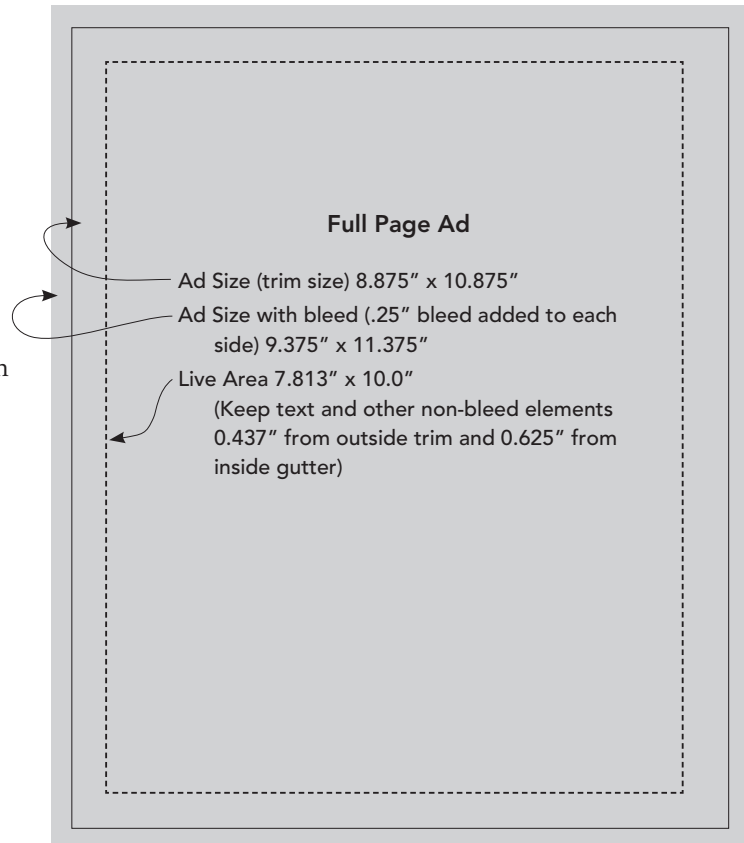 Full Page Ad
Ad Size (trim size) 8.875″ x 10.875″
Ad Size with bleed (.25″ bleed added to each
side) 9.375″ x 11.375″
Live Area 7.813″ x 10.0″
(Keep text and other non-bleed elements
0.437″ from outside trim and 0.625″ from
inside gutter)